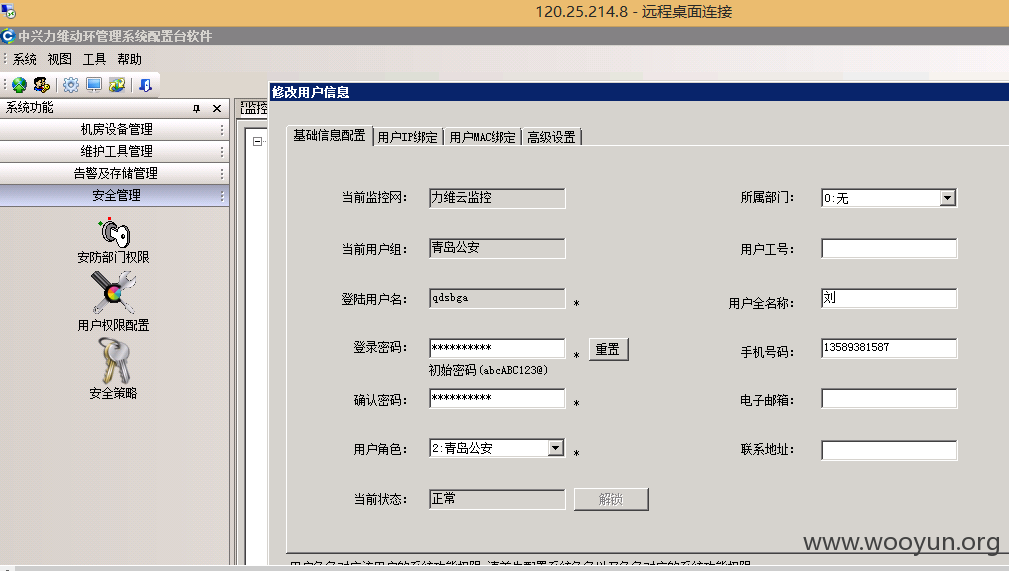 120.25.214.8 - 远程桌面连接
中兴力维动环管理系统配置台软件
系统 视图 工具 帮助
系统功能
机房设备管理
维护工具管理
告警及存储管理
安全管理
安防部门权限
用户权限配置
安全策略
[监控
修改用户信息
基础信息配置 用户IP绑定 用户MAC绑定 高级设置
当前监控网： 力维云监控 所属部门： 0:无
当前用户组： 青岛公安 用户工号：
登陆用户名： qdsbga * 用户全名称： 刘
登录密码： ********** * 重置 手机号码： 13589381587
初始密码(abcABC123@)
确认密码： ********** * 电子邮箱：
用户角色： 2:青岛公安 * 联系地址：
当前状态： 正常 解锁
www.wooyun.org